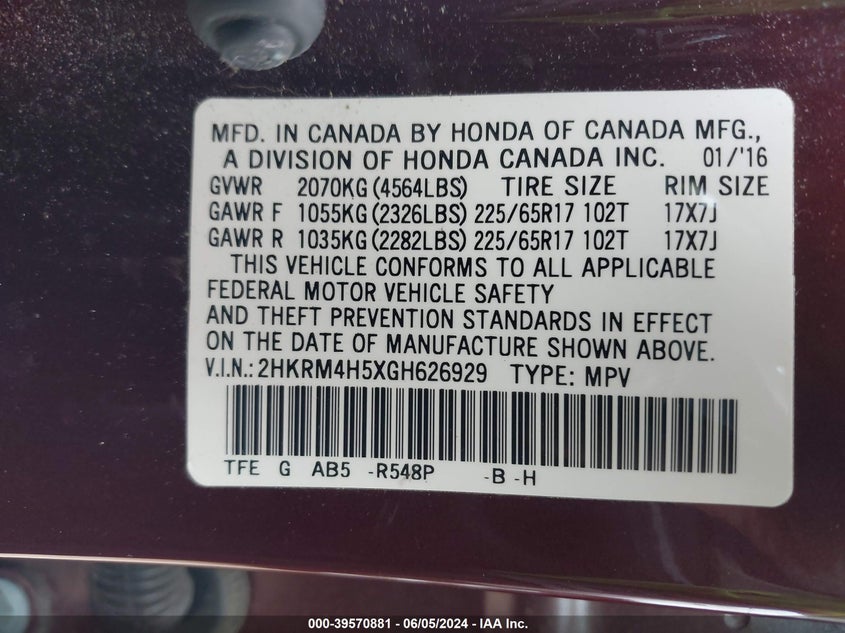 MFD. IN CANADA BY HONDA OF CANADA MFG.,
A DIVISION OF HONDA CANADA INC. 01/'16
GVWR 2070KG (4564LBS) TIRE SIZE RIM SIZE
GAWR F 1055KG (2326LBS) 225/65R17 102T 17X7J
GAWR R 1035KG (2282LBS) 225/65R17 102T 17X7J
THIS VEHICLE CONFORMS TO ALL APPLICABLE
FEDERAL MOTOR VEHICLE SAFETY
AND THEFT PREVENTION STANDARDS IN EFFECT
ON THE DATE OF MANUFACTURE SHOWN ABOVE.
V.I.N.: 2HKRM4H5XGH626929 TYPE: MPV
TFE G AB5 -R548P -B -H
000-39570881 - 06/05/2024 - IAA Inc.